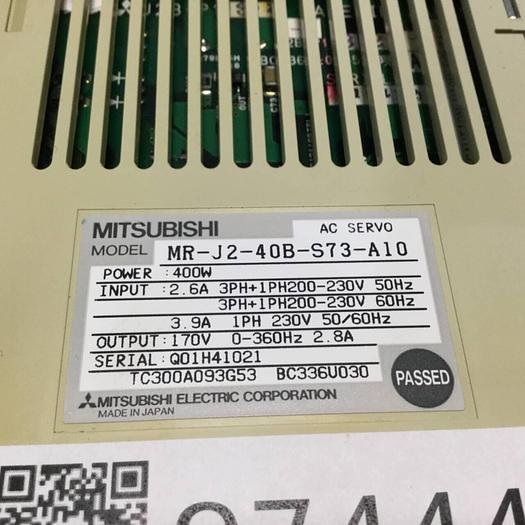 MITSUBISHI AC SERVO
MODEL MR-J2-40B-S73-A10
POWER :400W
INPUT :2.6A 3PH+1PH200-230V 50Hz
3PH+1PH200-230V 60Hz
3.9A 1PH 230V 50/60Hz
OUTPUT:170V 0-360Hz 2.8A
SERIAL:Q01H41021
TC300A093G53 BC336U030
PASSED
MITSUBISHI ELECTRIC CORPORATION
MADE IN JAPAN